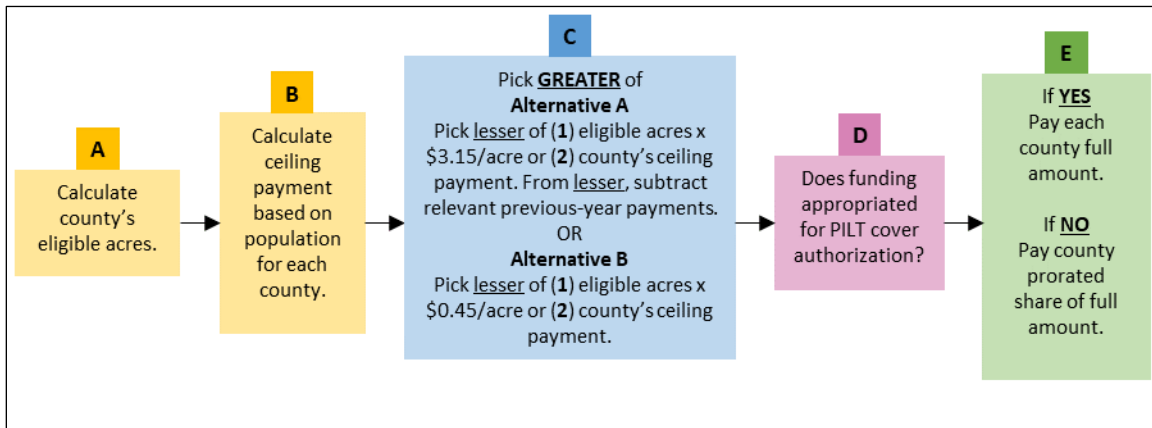 A
Calculate
county's
eligible acres.
B
Calculate
ceiling
payment
based on
population
for each
county.
C
Pick GREATER of
Alternative A
Pick lesser of (1) eligible acres x
$3.15/acre or (2) county's ceiling
payment. From lesser, subtract
relevant previous-year payments.
OR
Alternative B
Pick lesser of (1) eligible acres x
$0.45/acre or (2) county's ceiling
payment.
D
Does funding
appropriated
for PILT cover
authorization?
E
If YES
Pay each
county full
amount.
If NO
Pay county
prorated
share of full
amount.